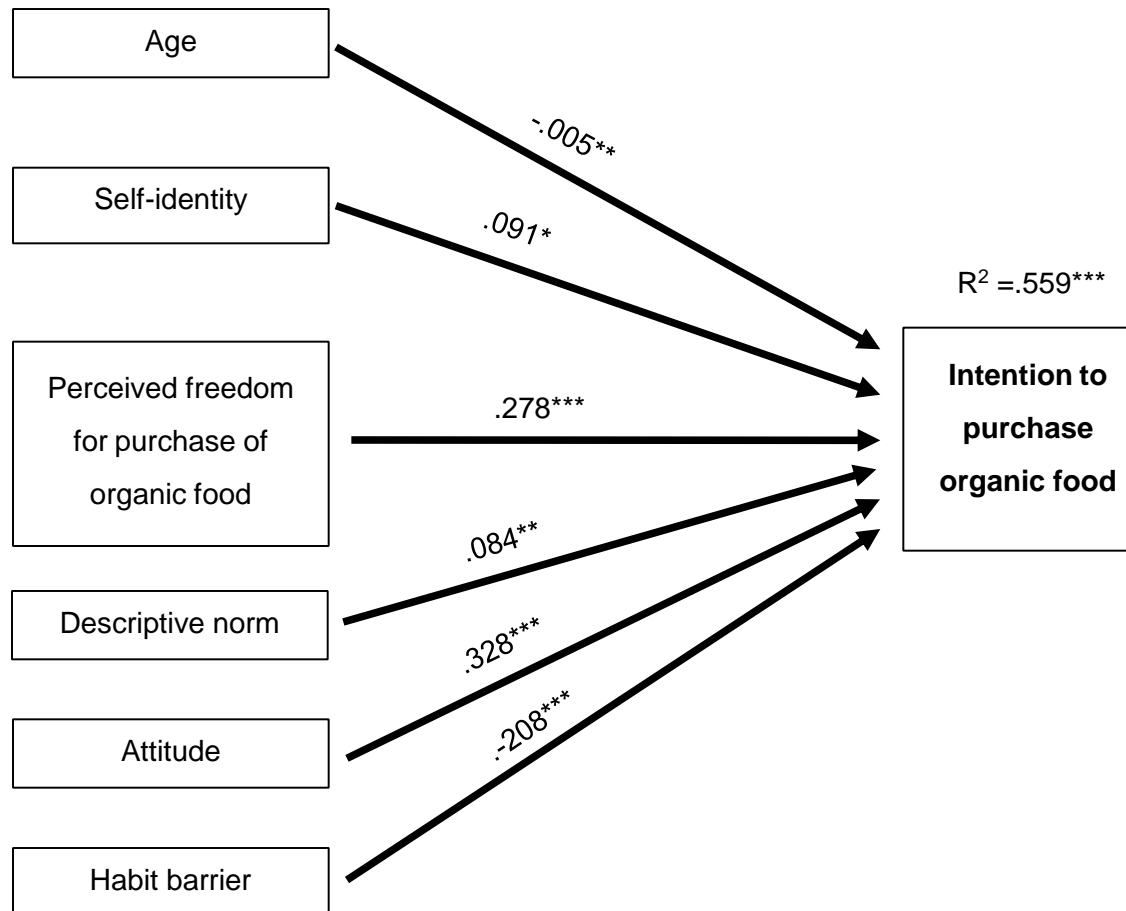 Age
-.005**
Self-identity
.091*
R² =.559***
Perceived freedom
for purchase of
organic food
.278***
Intention to
purchase
organic food
.084**
Descriptive norm
.328***
Attitude
.-208***
Habit barrier